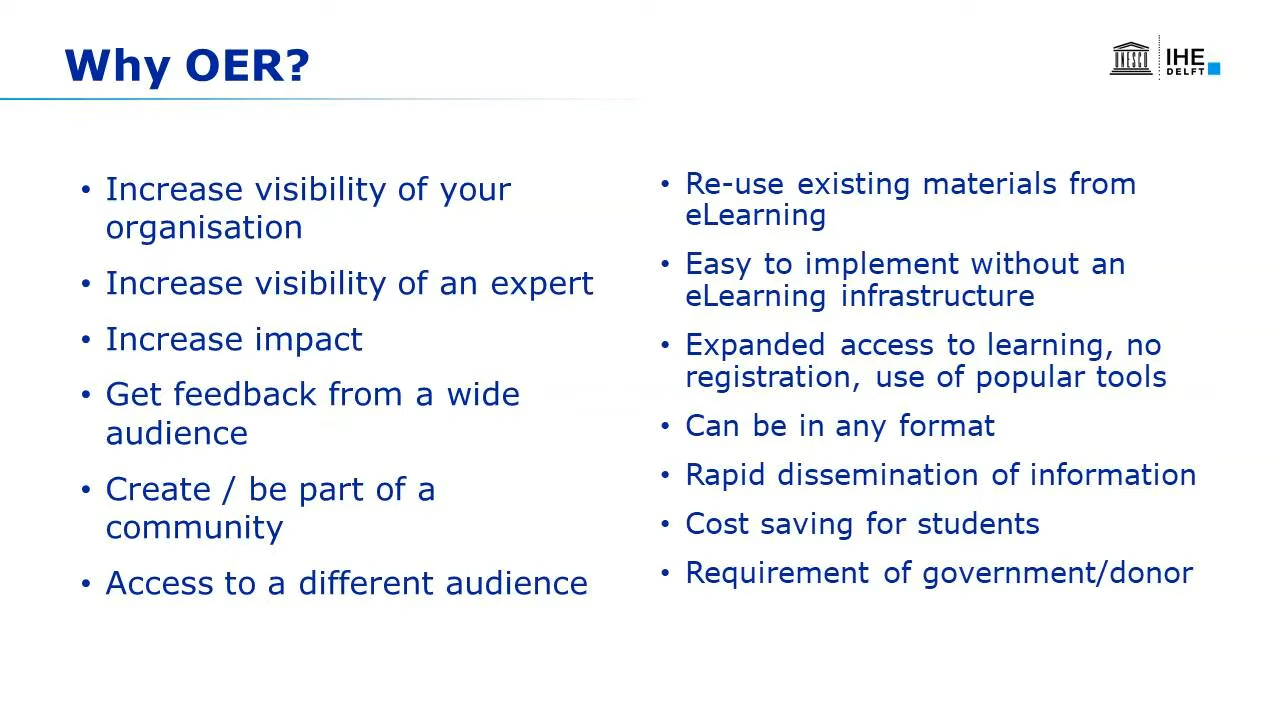 Why OER?
UNESCO
IHE
DELFT
• Increase visibility of your
organisation
• Increase visibility of an expert
• Increase impact
• Get feedback from a wide
audience
• Create / be part of a
community
• Access to a different audience
• Re-use existing materials from
eLearning
• Easy to implement without an
eLearning infrastructure
• Expanded access to learning, no
registration, use of popular tools
• Can be in any format
• Rapid dissemination of information
• Cost saving for students
• Requirement of government/donor